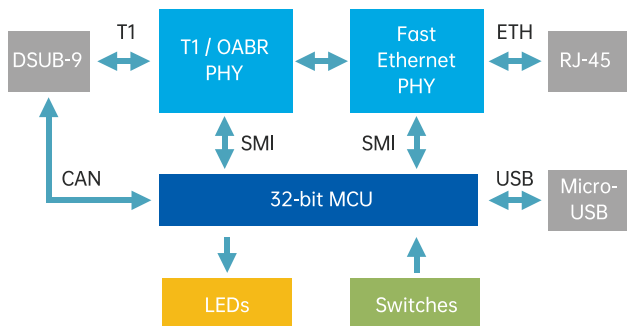 T1
ETH
DSUB-9
T1 / OABR
PHY
Fast
Ethernet
PHY
RJ-45
SMI
SMI
CAN
USB
32-bit MCU
Micro-
USB
LEDs
Switches